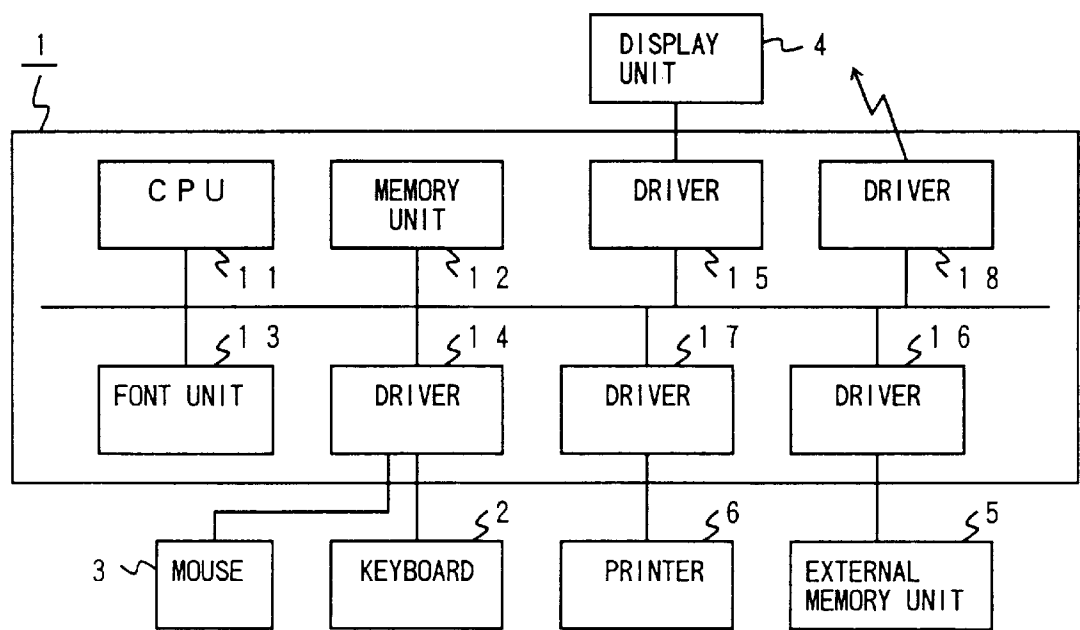 1
DISPLAY
UNIT
4
CPU
MEMORY
UNIT
DRIVER
DRIVER
11
12
15
18
13
14
17
16
FONT UNIT
DRIVER
DRIVER
DRIVER
2
6
5
3
MOUSE
KEYBOARD
PRINTER
EXTERNAL
MEMORY UNIT